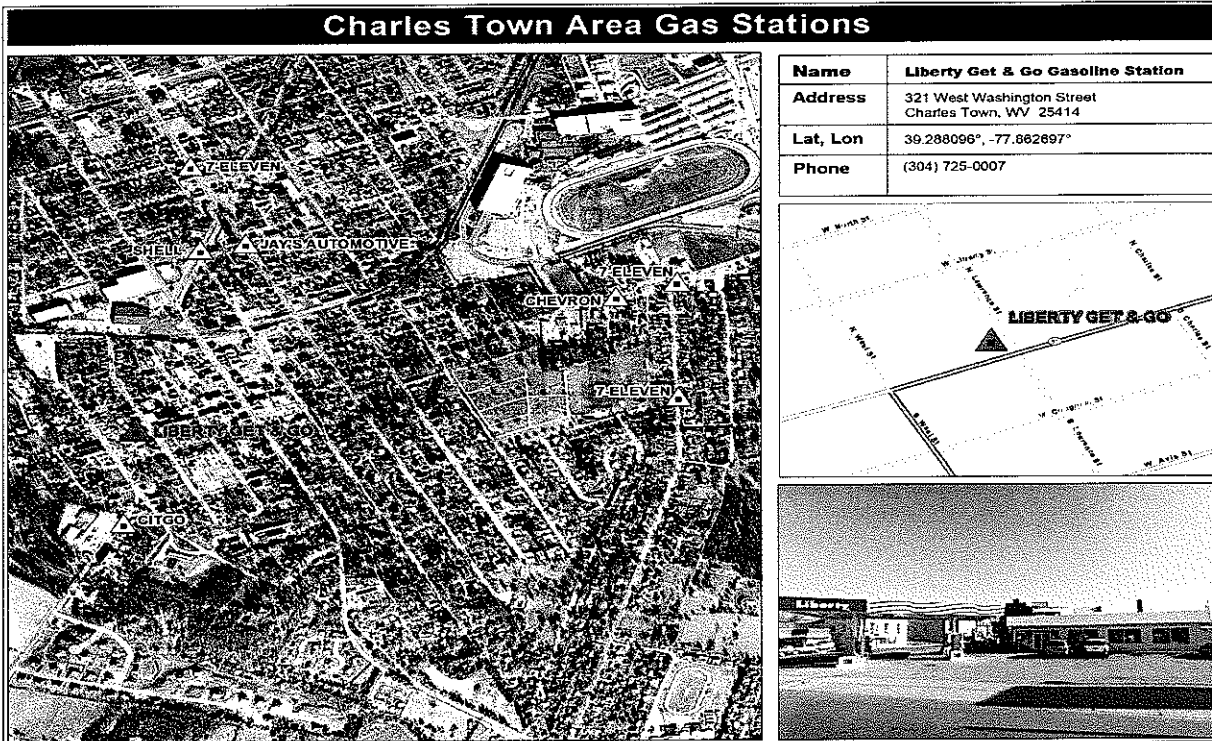 Charles Town Area Gas Stations
7-ELEVEN
SHELL
JAY'S AUTOMOTIVE
7-ELEVEN
CHEVRON
7-ELEVEN
LIBERTY GET & GO
CITGO
Name Liberty Get & Go Gasoline Station
Address 321 West Washington Street
Charles Town, WV 25414
Lat, Lon 39.288096°, -77.862697°
Phone (304) 725-0007
W North St
W Liberty St
N Charles St
N Lawrence St
LIBERTY GET & GO
N West St
S Charles St
W Congress St
S West St
S Lawrence St
W Avis St